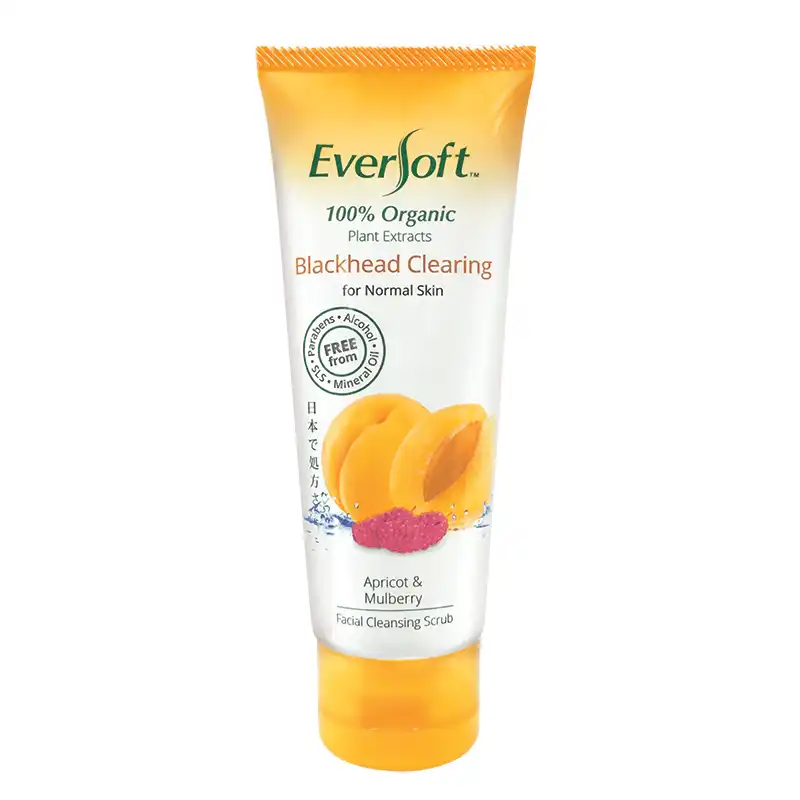 EverSoft™
100% Organic
Plant Extracts
Blackhead Clearing
for Normal Skin
Parabens • Alcohol • Mineral Oil • SLS •
FREE
from
日本で処方さ
Apricot &
Mulberry
Facial Cleansing Scrub